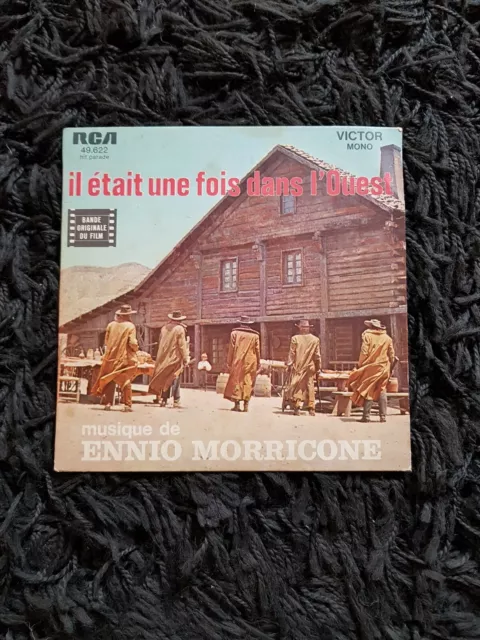 RCA
49.622
hit parade
VICTOR
MONO
il était une fois dans l'Ouest
BANDE
ORIGINALE
DU FILM
musique de
ENNIO MORRICONE